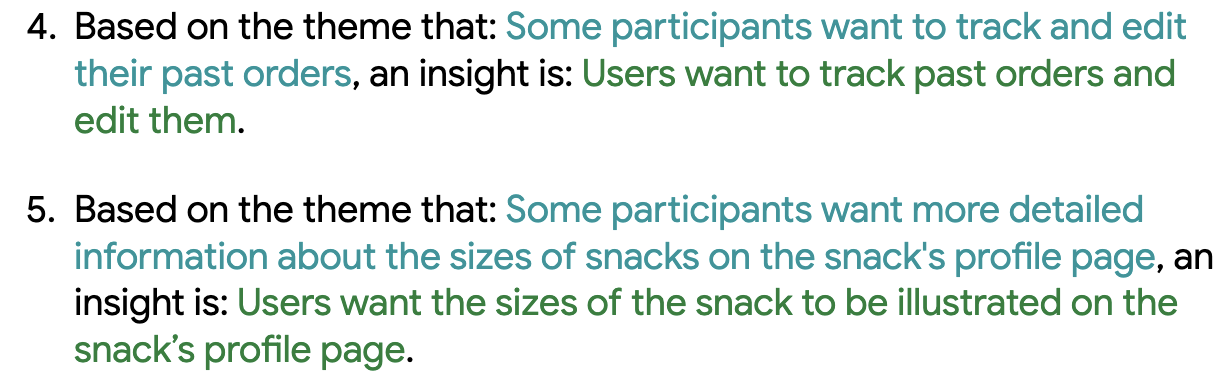 4. Based on the theme that: Some participants want to track and edit
their past orders, an insight is: Users want to track past orders and
edit them.
5. Based on the theme that: Some participants want more detailed
information about the sizes of snacks on the snack's profile page, an
insight is: Users want the sizes of the snack to be illustrated on the
snack’s profile page.